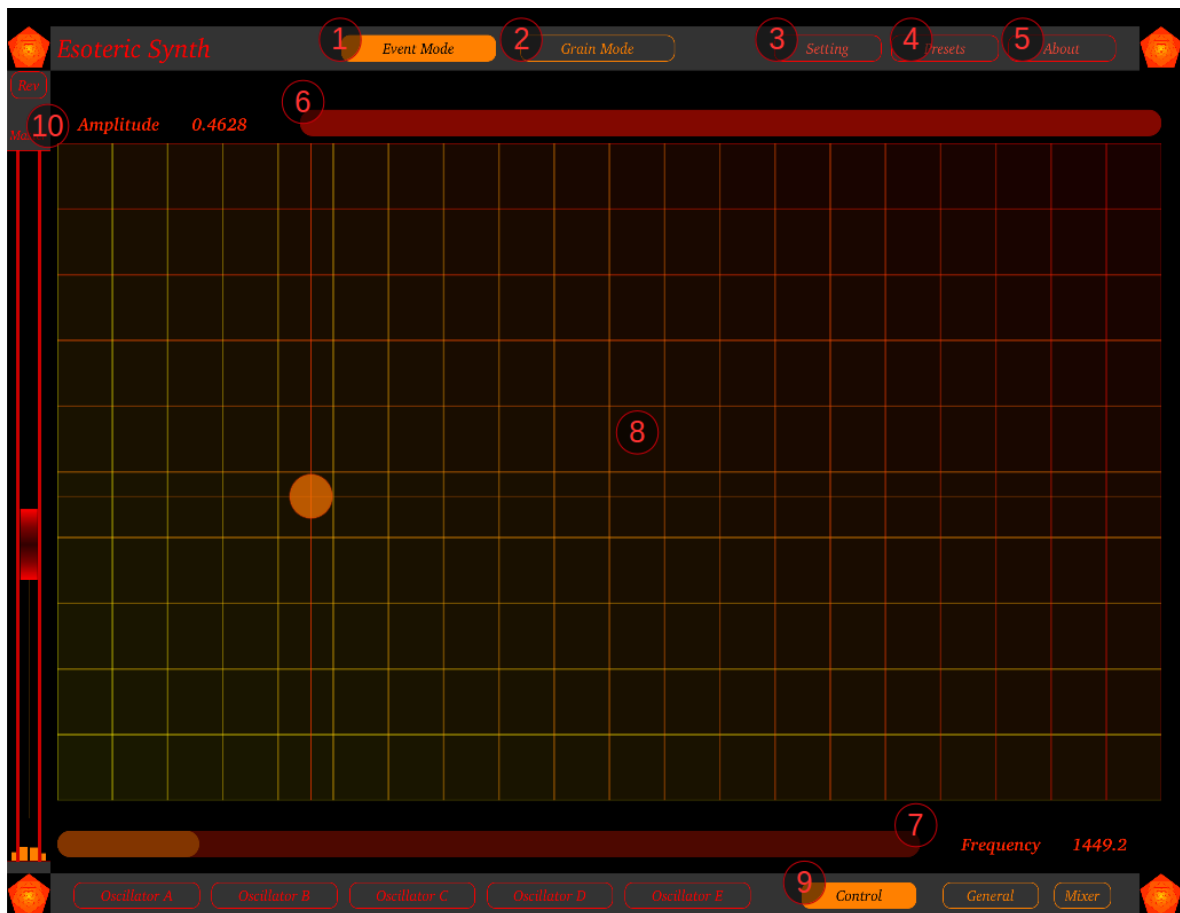 Esoteric Synth 1 Event Mode 2 Grain Mode 3 Setting 4 Presets 5 About
Rev
6
10 Amplitude 0.4628
8
7
Frequency 1449.2
9
Oscillator A Oscillator B Oscillator C Oscillator D Oscillator E Control General Mixer